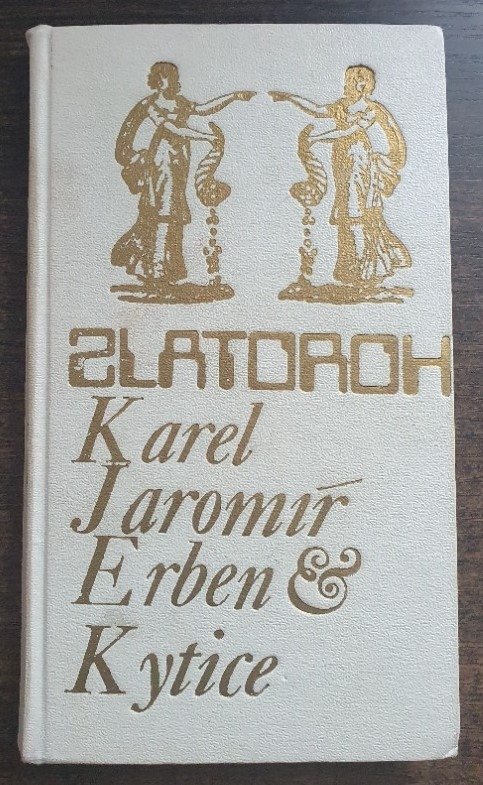 ZLATOROH
Karel
Jaromír
Erben &
Kytice